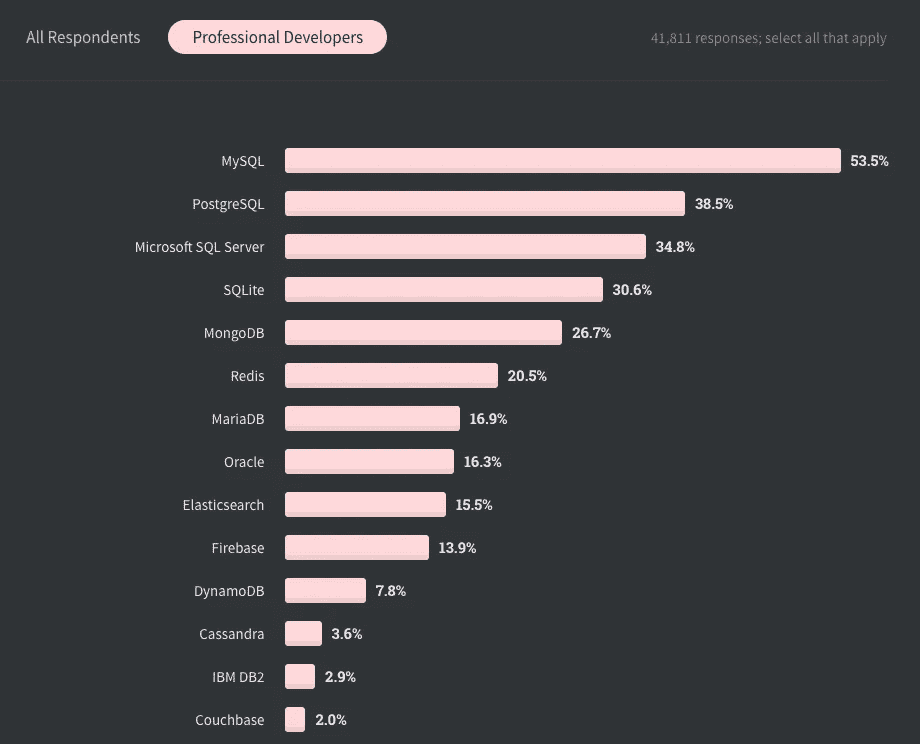 All Respondents Professional Developers 41,811 responses; select all that apply
MySQL 53.5%
PostgreSQL 38.5%
Microsoft SQL Server 34.8%
SQLite 30.6%
MongoDB 26.7%
Redis 20.5%
MariaDB 16.9%
Oracle 16.3%
Elasticsearch 15.5%
Firebase 13.9%
DynamoDB 7.8%
Cassandra 3.6%
IBM DB2 2.9%
Couchbase 2.0%